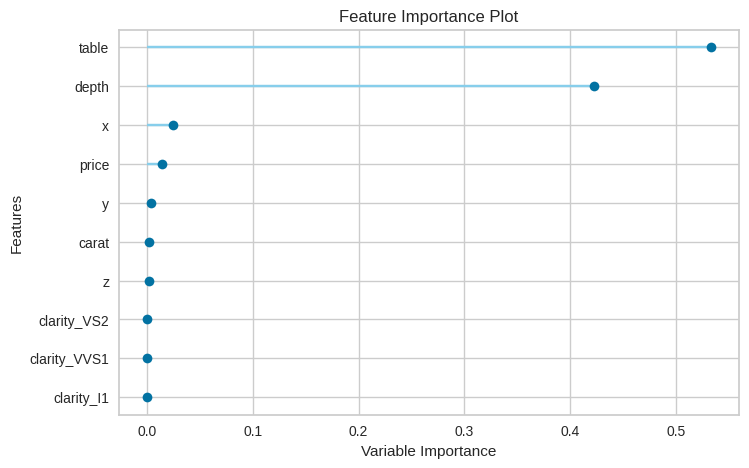 Feature Importance Plot
Features
table
depth
x
price
y
carat
z
clarity_VS2
clarity_VVS1
clarity_I1
0.0 0.1 0.2 0.3 0.4 0.5
Variable Importance